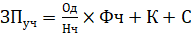 ЗПуч = Од/Нч × Фч + К + С